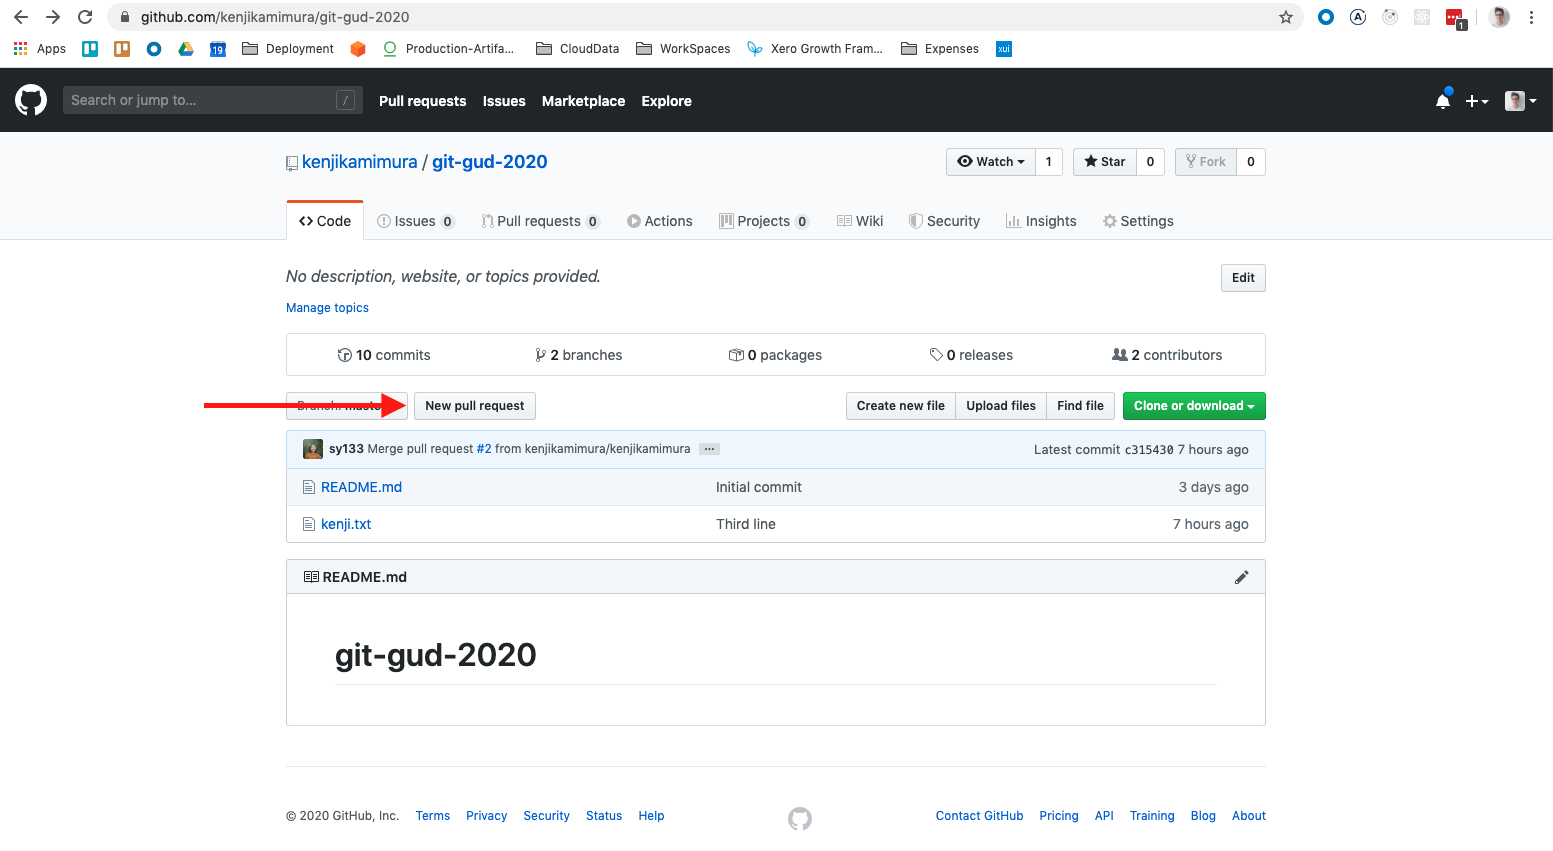 github.com/kenjikamimura/git-gud-2020
1
Apps 19 Deployment Production-Artifa... CloudData WorkSpaces Xero Growth Fram... Expenses xui
Search or jump to... / Pull requests Issues Marketplace Explore
kenjikamimura / git-gud-2020 Watch 1 Star 0 Fork 0
Code Issues 0 Pull requests 0 Actions Projects 0 Wiki Security Insights Settings
No description, website, or topics provided. Edit
Manage topics
10 commits 2 branches 0 packages 0 releases 2 contributors
New pull request Create new file Upload files Find file Clone or download
sy133 Merge pull request #2 from kenjikamimura/kenjikamimura ... Latest commit c315430 7 hours ago
README.md Initial commit 3 days ago
kenji.txt Third line 7 hours ago
README.md
git-gud-2020
© 2020 GitHub, Inc. Terms Privacy Security Status Help Contact GitHub Pricing API Training Blog About